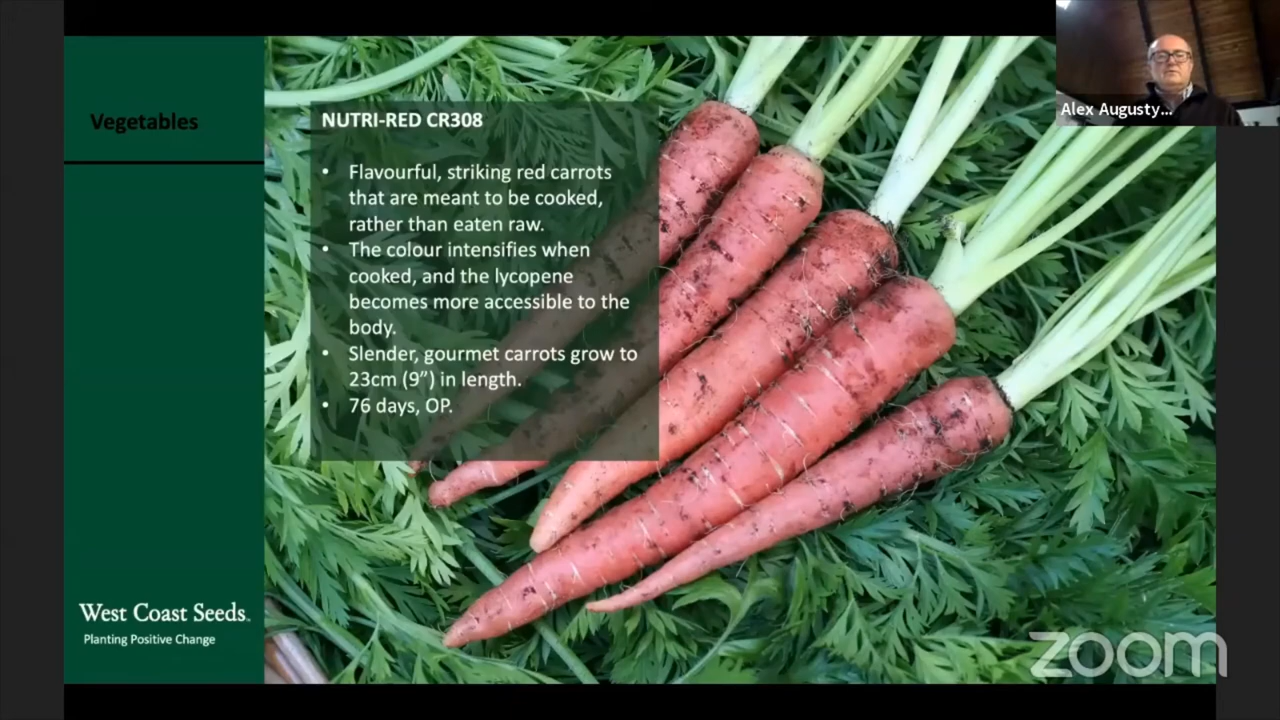 Vegetables
NUTRI-RED CR308
• Flavourful, striking red carrots
that are meant to be cooked,
rather than eaten raw.
• The colour intensifies when
cooked, and the lycopene
becomes more accessible to the
body.
• Slender, gourmet carrots grow to
23cm (9”) in length.
• 76 days, OP.
West Coast Seeds.
Planting Positive Change
Alex Augusty...
zoom